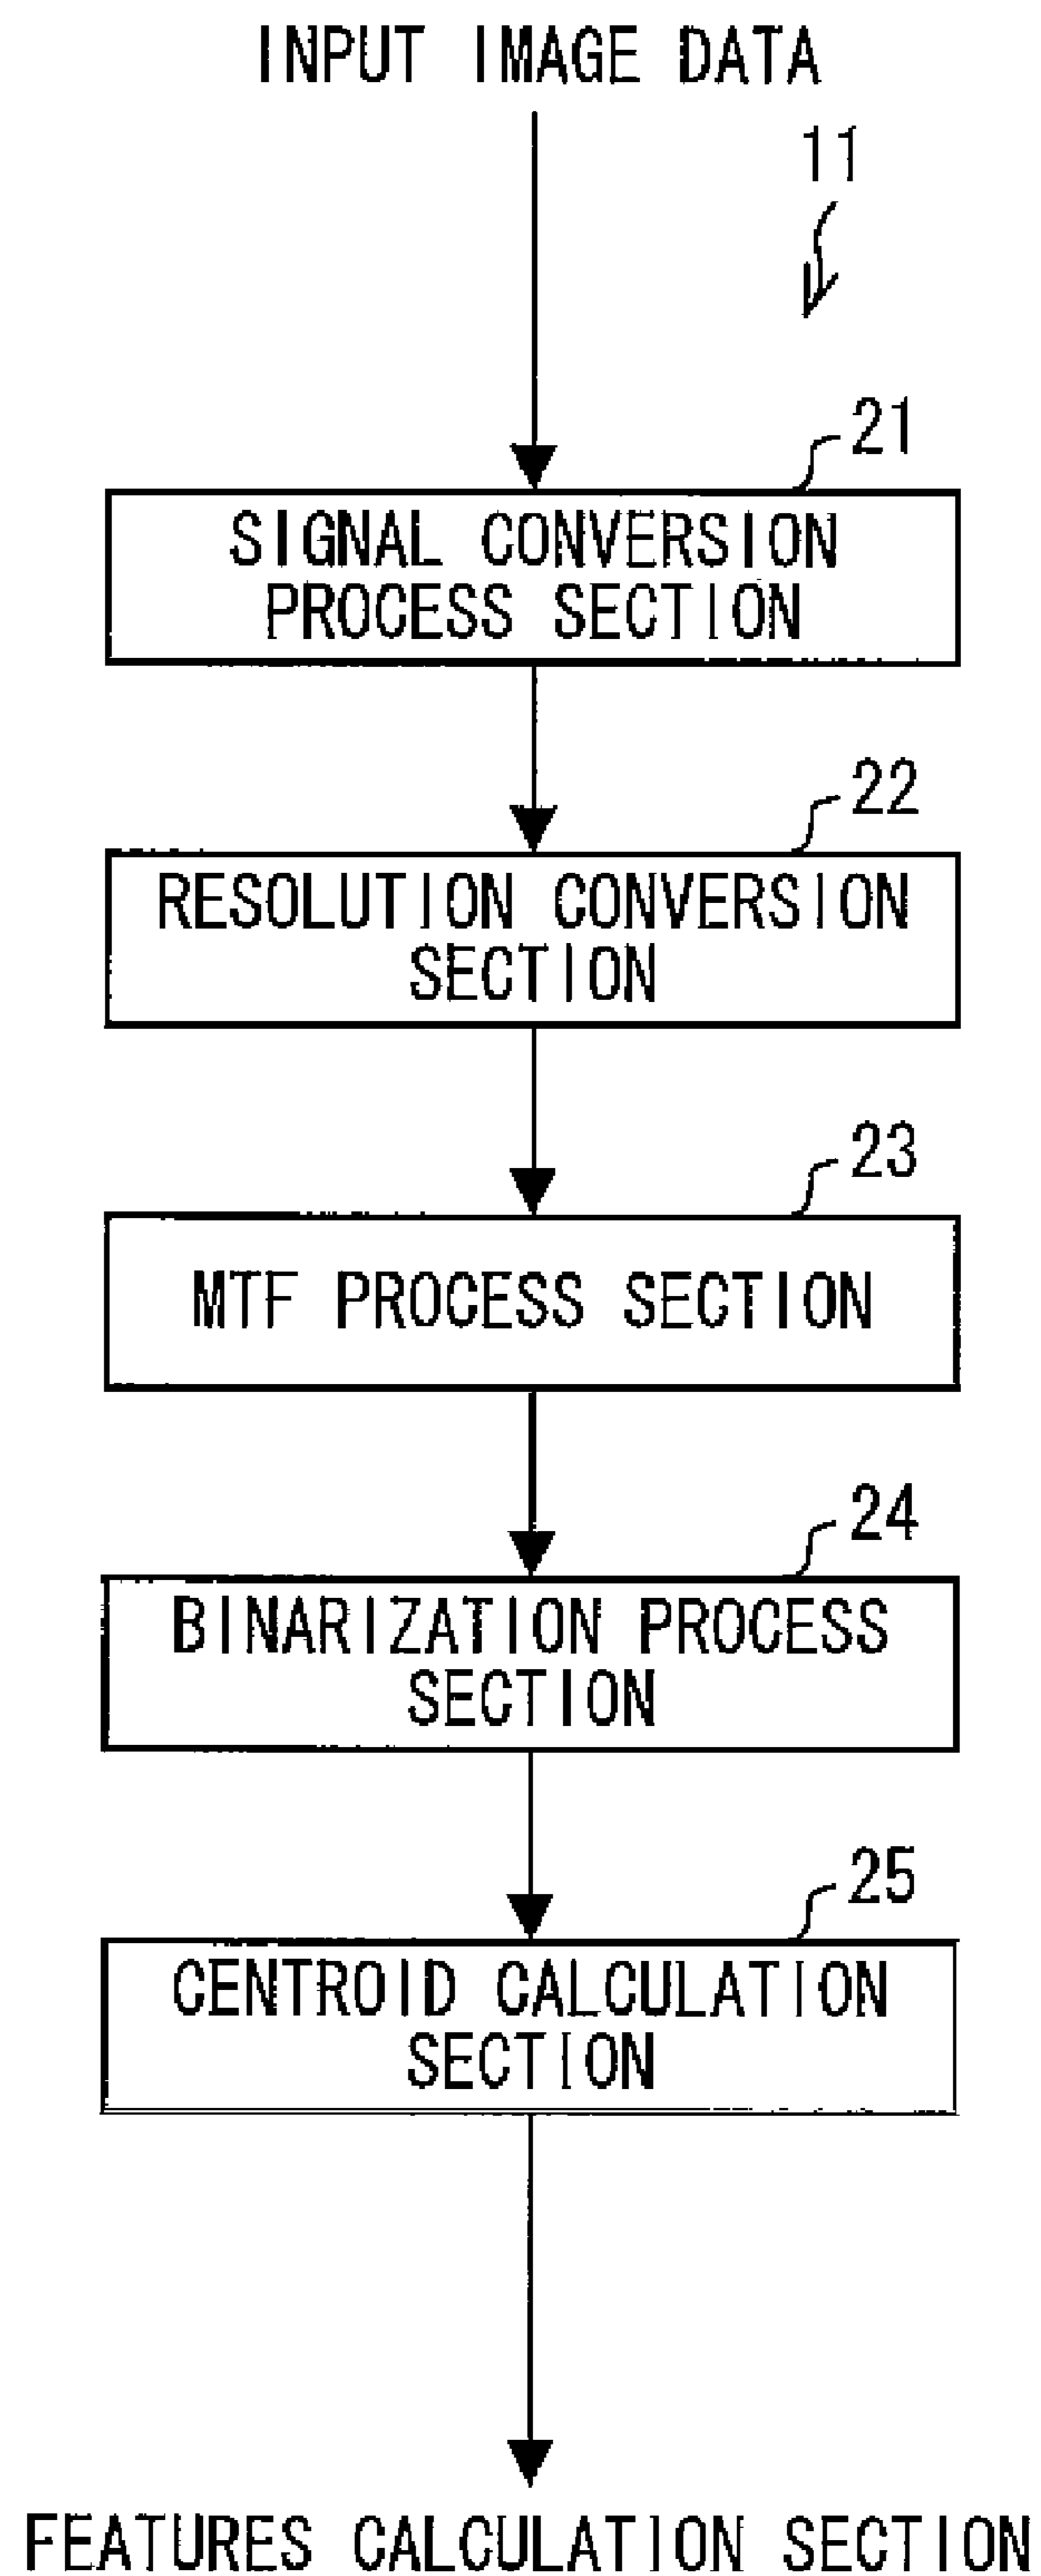 INPUT IMAGE DATA
11
21
SIGNAL CONVERSION
PROCESS SECTION
22
RESOLUTION CONVERSION
SECTION
23
MTF PROCESS SECTION
24
BINARIZATION PROCESS
SECTION
25
CENTROID CALCULATION
SECTION
FEATURES CALCULATION SECTION